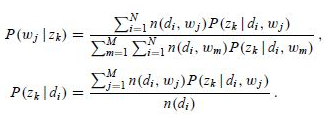 P(w_j | z_k) = \frac{\sum_{i=1}^{N} n(d_i, w_j) P(z_k | d_i, w_j)}{\sum_{m=1}^{M} \sum_{i=1}^{N} n(d_i, w_m) P(z_k | d_i, w_m)} ,
P(z_k | d_i) = \frac{\sum_{j=1}^{M} n(d_i, w_j) P(z_k | d_i, w_j)}{n(d_i)} .